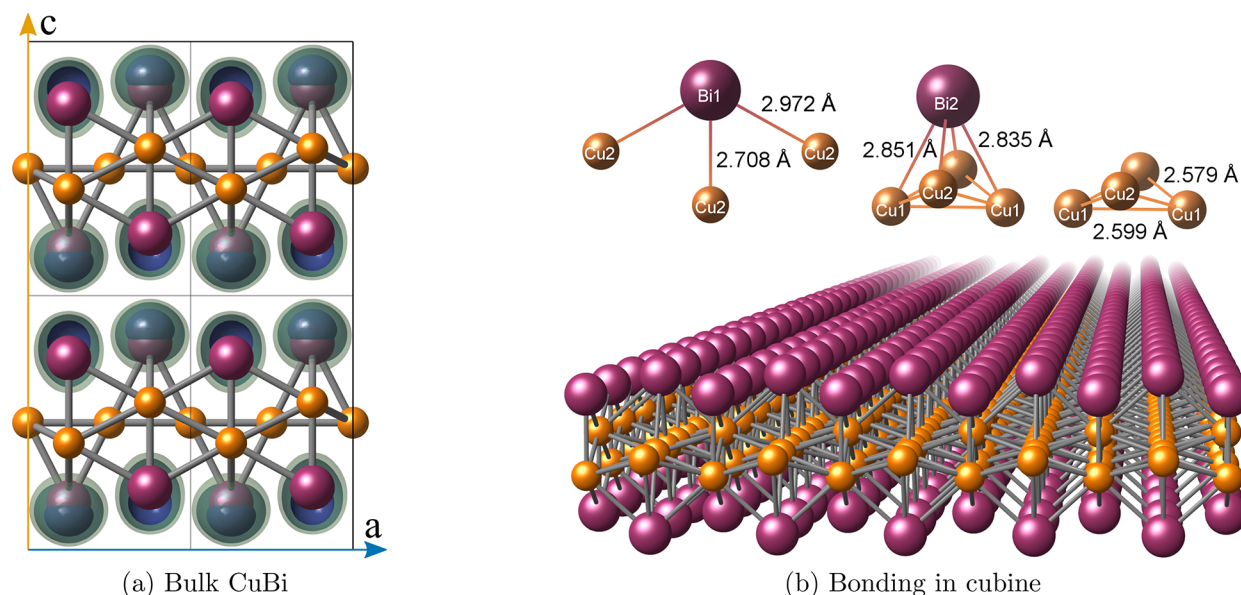 c
a
(a) Bulk CuBi
Bi1
2.972 Å
Cu2
2.708 Å
Cu2
Cu2
Bi2
2.851 Å
2.835 Å
Cu1
Cu2
Cu1
2.579 Å
Cu1
Cu2
Cu1
2.599 Å
(b) Bonding in cubine